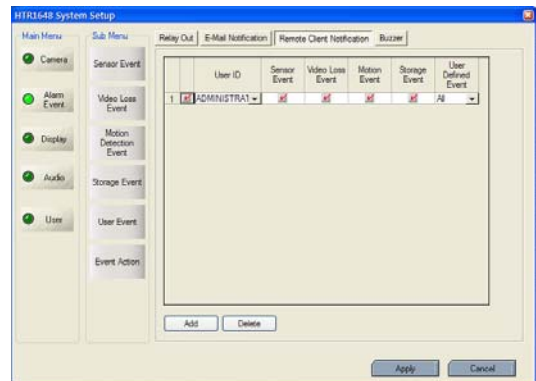 HTR1648 System Setup
Main Menu
Camera
Alarm Event
Display
Audio
User
Sub Menu
Sensor Event
Video Loss Event
Motion Detection Event
Storage Event
User Event
Event Action
Relay Out
E-Mail Notification
Remote Client Notification
Buzzer
User ID
Sensor Event
Video Loss Event
Motion Event
Storage Event
User Defined Event
1
ADMINISTRAT
All
Add
Delete
Apply
Cancel